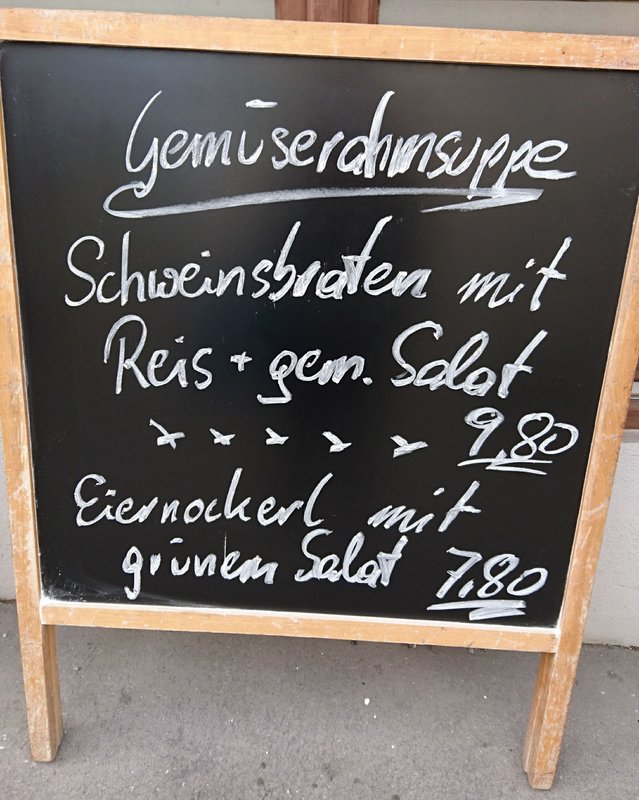 Gemüserahmsuppe
Schweinsbraten mit
Reis + gem. Salat
9,80
Eiernockerl mit
grünem Salat 7,80